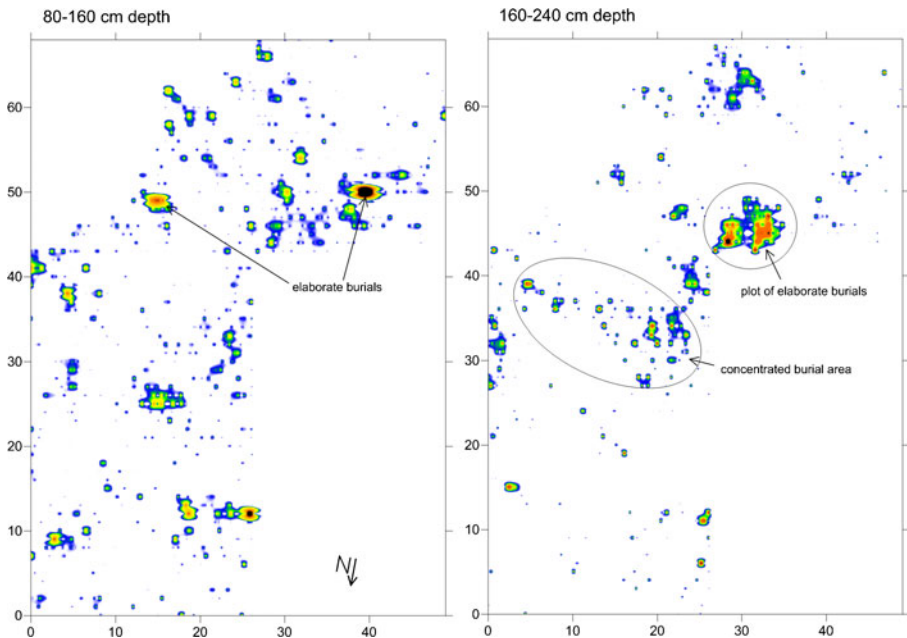 80-160 cm depth
60
50
40
30
20
10
0
0 10 20 30 40
elaborate burials
N
160-240 cm depth
60
50
40
30
20
10
0
0 10 20 30 40
plot of elaborate burials
concentrated burial area